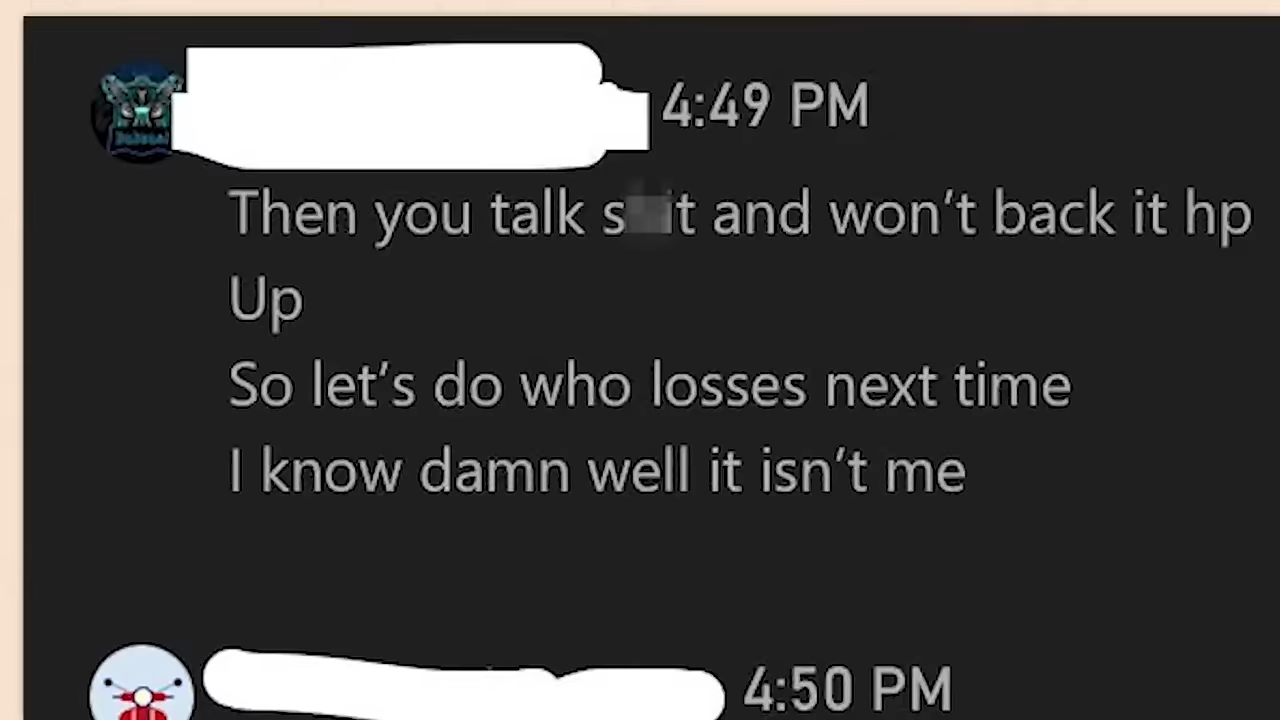 4:49 PM
Then you talk s it and won't back it hp
Up
So let's do who losses next time
I know damn well it isn't me
4:50 PM